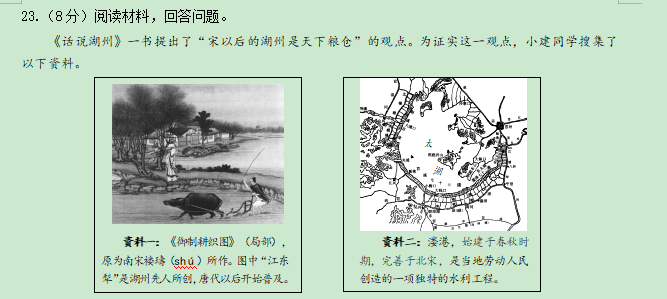 23.（8分）阅读材料，回答问题。
《话说湖州》一书提出了“宋以后的湖州是天下粮仓”的观点。为证实这一观点，小建同学搜集了
以下资料。
太
湖
资料一：《御制耕织图》（局部），
原为南宋楼璹（shú）所作。图中“江东
犁”是湖州先人所创，唐代以后开始普及。
资料二：溇港，始建于春秋时
期，完善于北宋，是当地劳动人民
创造的一项独特的水利工程。